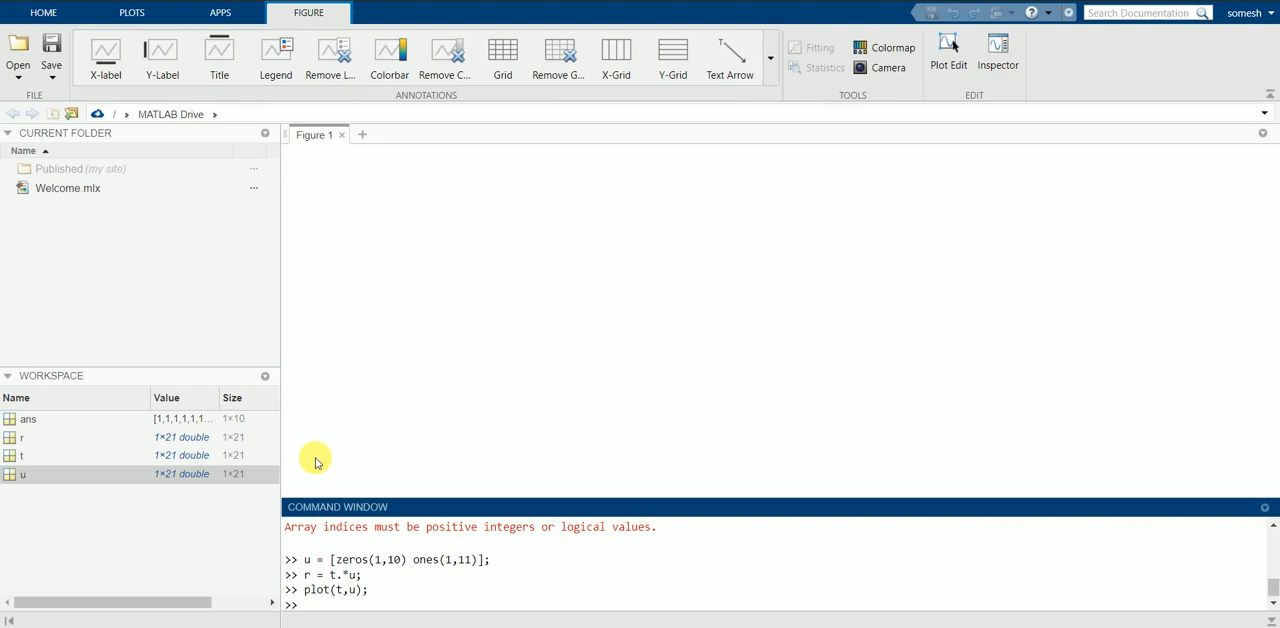 HOME PLOTS APPS FIGURE Search Documentation somesh
Open Save X-label Y-Label Title Legend Remove L... Colorbar Remove C... Grid Remove G... X-Grid Y-Grid Text Arrow Fitting Statistics Colormap Camera Plot Edit Inspector
FILE ANNOTATIONS TOOLS EDIT
/ MATLAB Drive
CURRENT FOLDER
Name
Published (my site) ...
Welcome.mlx ...
Figure 1
WORKSPACE
Name Value Size
ans [1,1,1,1,1,1... 1×10
r 1×21 double 1×21
t 1×21 double 1×21
u 1×21 double 1×21
COMMAND WINDOW
Array indices must be positive integers or logical values.
>> u = [zeros(1,10) ones(1,11)];
>> r = t.*u;
>> plot(t,u);
>>